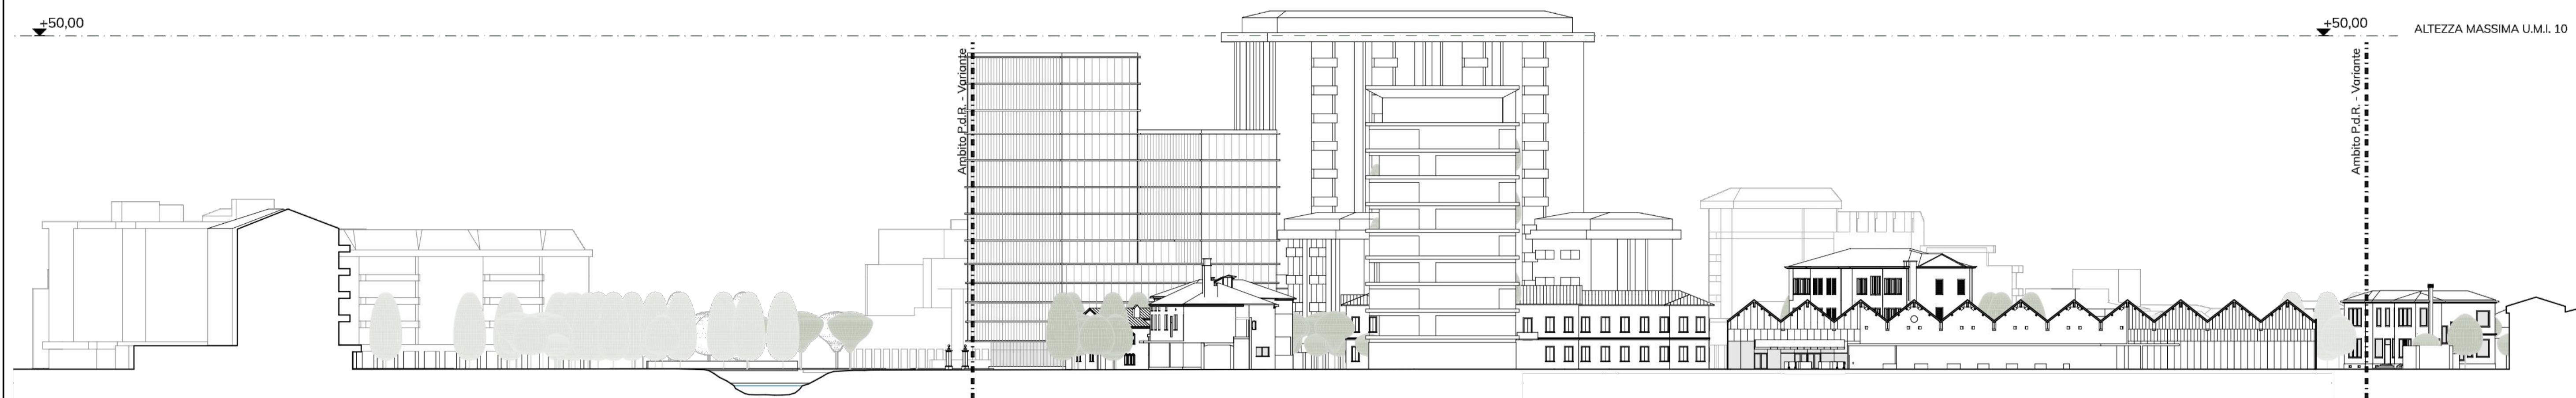 +50,00
+50,00
ALTEZZA MASSIMA U.M.I. 10
Ambito P.d.R. - Variante
Ambito P.d.R. - Variante